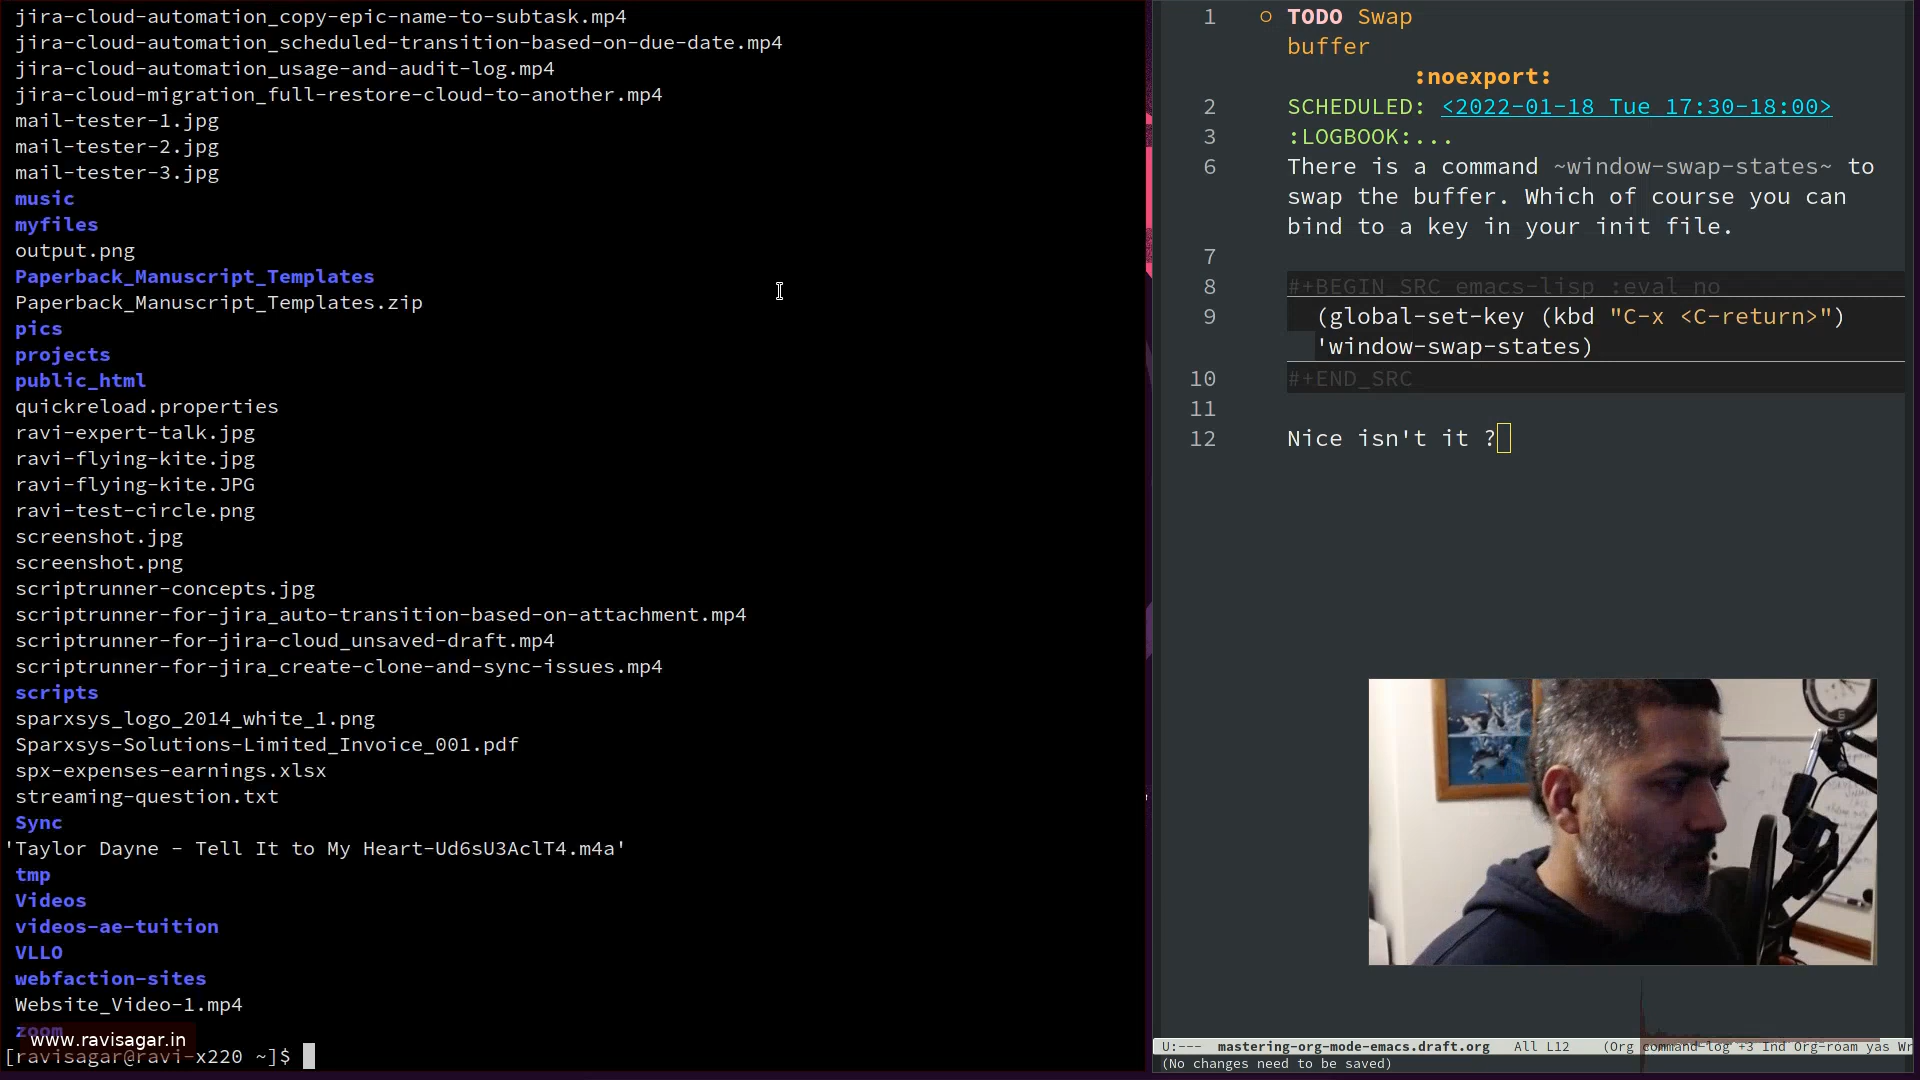 jira-cloud-automation_copy-epic-name-to-subtask.mp4
jira-cloud-automation_scheduled-transition-based-on-due-date.mp4
jira-cloud-automation_usage-and-audit-log.mp4
jira-cloud-migration_full-restore-cloud-to-another.mp4
mail-tester-1.jpg
mail-tester-2.jpg
mail-tester-3.jpg
music
myfiles
output.png
Paperback_Manuscript_Templates
Paperback_Manuscript_Templates.zip
pics
projects
public_html
quickreload.properties
ravi-expert-talk.jpg
ravi-flying-kite.jpg
ravi-flying-kite.JPG
ravi-test-circle.png
screenshot.jpg
screenshot.png
scriptrunner-concepts.jpg
scriptrunner-for-jira_auto-transition-based-on-attachment.mp4
scriptrunner-for-jira-cloud_unsaved-draft.mp4
scriptrunner-for-jira_create-clone-and-sync-issues.mp4
scripts
sparxsys_logo_2014_white_1.png
Sparxsys-Solutions-Limited_Invoice_001.pdf
spx-expenses-earnings.xlsx
streaming-question.txt
Sync
'Taylor Dayne - Tell It to My Heart-Ud6sU3AclT4.m4a'
tmp
Videos
videos-ae-tuition
VLLO
webfaction-sites
Website_Video-1.mp4
zoom
www.ravisagar.in
[ravisagar@ravi-x220 ~]$
1 TODO Swap
buffer
:noexport:
2 SCHEDULED: <2022-01-18 Tue 17:30-18:00>
3 :LOGBOOK:...
6 There is a command ~window-swap-states~ to
swap the buffer. Which of course you can
bind to a key in your init file.
7
8 #+BEGIN_SRC emacs-lisp :eval no
9 (global-set-key (kbd "C-x <C-return>")
'window-swap-states)
10 #+END_SRC
11
12 Nice isn't it ?
U:--- mastering-org-mode-emacs.draft.org All L12 (Org command-log +3 Ind Org-roam yas Wr
(No changes need to be saved)